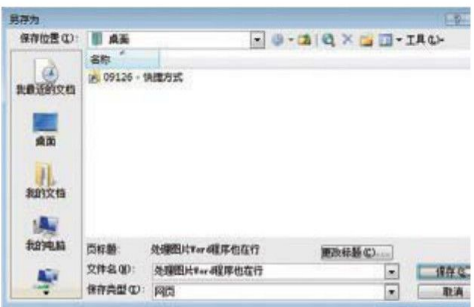 另存为
保存位置(I):
桌面
工具(L)
名称
09126 - 快捷方式
我最近的文档
桌面
我的文档
我的电脑
页标题:
处理图片Word程序也在行
更改标题(C)...
文件名(N):
处理图片Word程序也在行
保存(S)
保存类型(T):
网页
取消